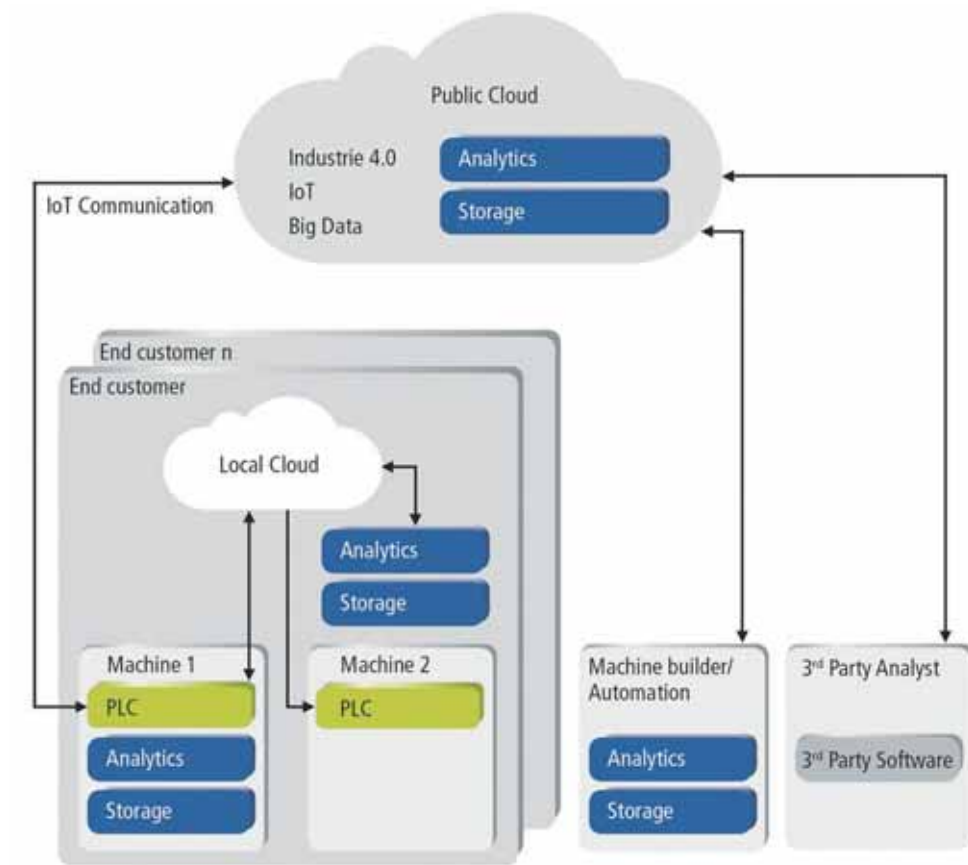 Public Cloud
Industrie 4.0
IoT
Big Data
Analytics
Storage
IoT Communication
End customer n
End customer
Local Cloud
Analytics
Storage
Machine 1
PLC
Analytics
Storage
Machine 2
PLC
Machine builder/
Automation
Analytics
Storage
3rd Party Analyst
3rd Party Software